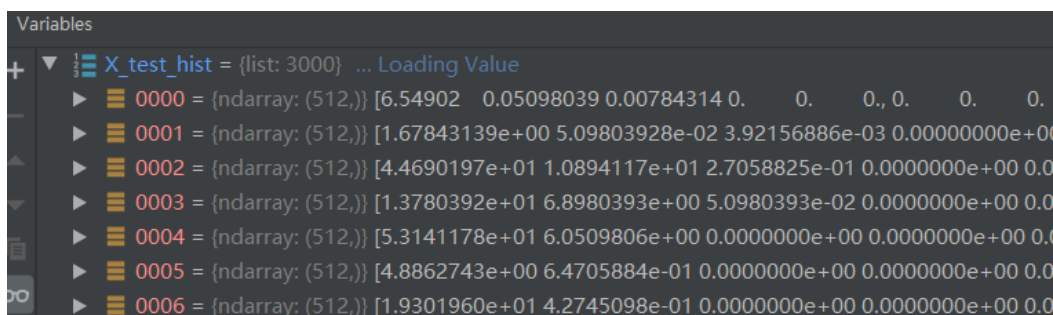 Variables
X_test_hist = {list: 3000} ... Loading Value
0000 = {ndarray: (512,)} [6.54902 0.05098039 0.00784314 0. 0. 0., 0. 0. 0.
0001 = {ndarray: (512,)} [1.67843139e+00 5.09803928e-02 3.92156886e-03 0.00000000e+00
0002 = {ndarray: (512,)} [4.4690197e+01 1.0894117e+01 2.7058825e-01 0.0000000e+00 0.0
0003 = {ndarray: (512,)} [1.3780392e+01 6.8980393e+00 5.0980393e-02 0.0000000e+00 0.0
0004 = {ndarray: (512,)} [5.3141178e+01 6.0509806e+00 0.0000000e+00 0.0000000e+00 0.0
0005 = {ndarray: (512,)} [4.8862743e+00 6.4705884e-01 0.0000000e+00 0.0000000e+00 0.0
0006 = {ndarray: (512,)} [1.9301960e+01 4.2745098e-01 0.0000000e+00 0.0000000e+00 0.0